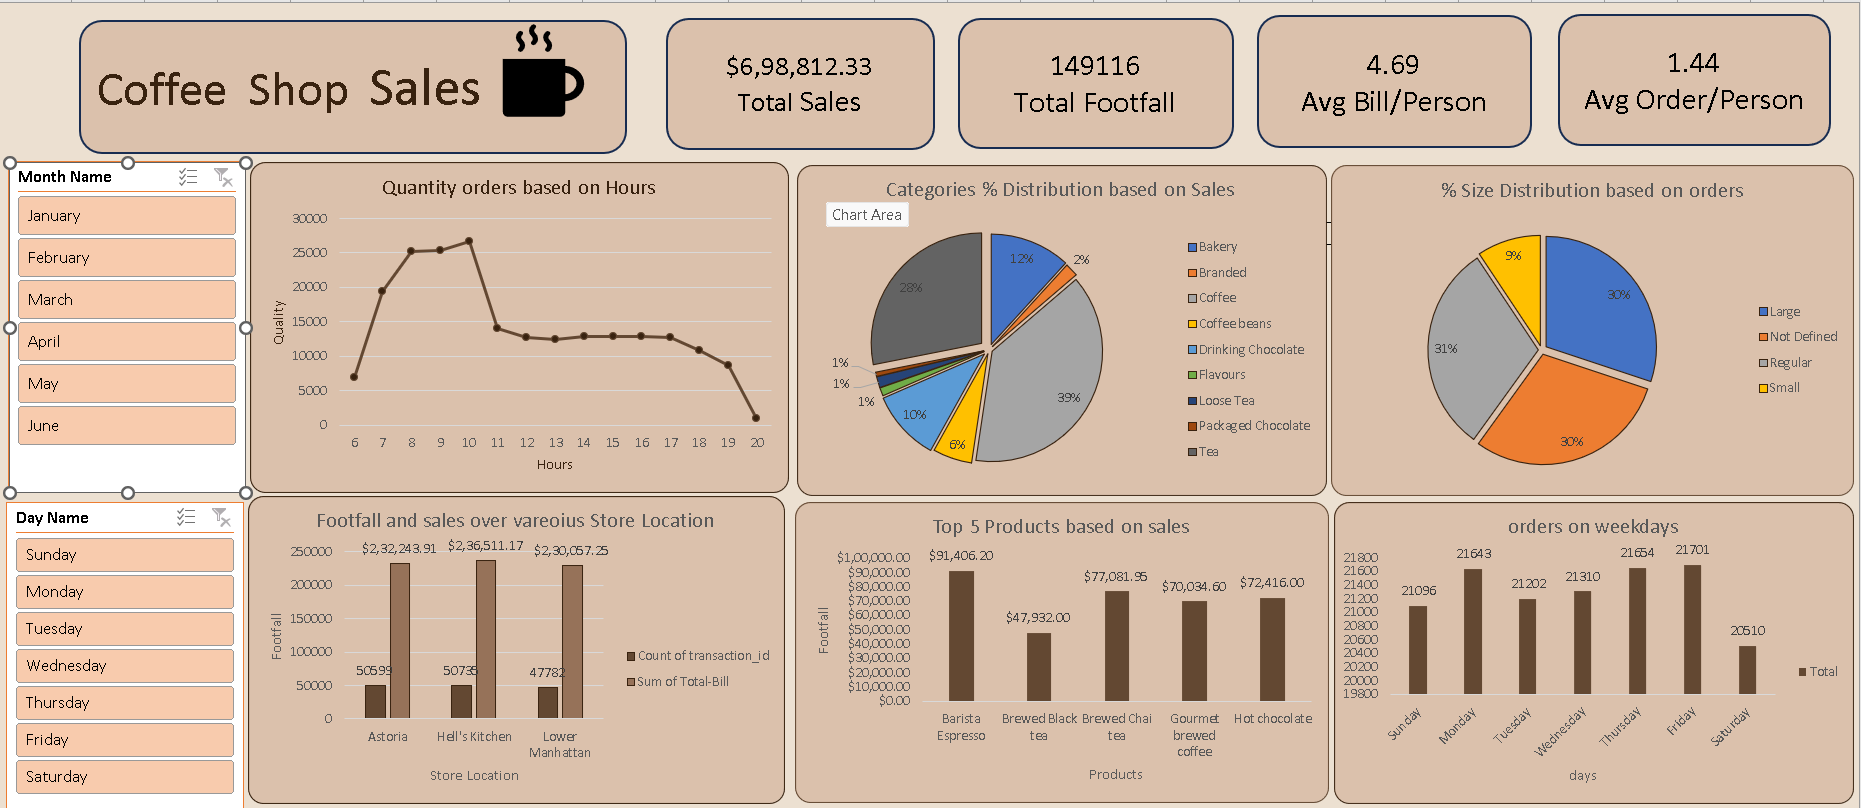 Coffee Shop Sales
$6,98,812.33
Total Sales
149116
Total Footfall
4.69
Avg Bill/Person
1.44
Avg Order/Person
Month Name
January
February
March
April
May
June
Day Name
Sunday
Monday
Tuesday
Wednesday
Thursday
Friday
Saturday
Quantity orders based on Hours
30000
25000
20000
15000
10000
5000
0
Quality
6 7 8 9 10 11 12 13 14 15 16 17 18 19 20
Hours
Categories % Distribution based on Sales
Chart Area
12%
2%
28%
1%
1%
1%
10%
6%
39%
Bakery
Branded
Coffee
Coffee beans
Drinking Chocolate
Flavours
Loose Tea
Packaged Chocolate
Tea
% Size Distribution based on orders
9%
30%
31%
30%
Large
Not Defined
Regular
Small
Footfall and sales over vareoius Store Location
250000
200000
150000
100000
50000
0
Footfall
$2,32,243.91 $2,36,511.17 $2,30,057.25
50599 50735 47782
Astoria Hell's Kitchen Lower
Manhattan
Store Location
Count of transaction_id
Sum of Total-Bill
Top 5 Products based on sales
$1,00,000.00
$90,000.00
$80,000.00
$70,000.00
$60,000.00
$50,000.00
$40,000.00
$30,000.00
$20,000.00
$10,000.00
$0.00
Footfall
$91,406.20
$47,932.00
$77,081.95
$70,034.60
$72,416.00
Barista
Espresso
Brewed Black
tea
Brewed Chai
tea
Gourmet
brewed
coffee
Hot chocolate
Products
orders on weekdays
21800
21600
21400
21200
21000
20800
20600
20400
20200
20000
19800
21096
21643
21202
21310
21654
21701
20510
Sunday
Monday
Tuesday
Wednesday
Thursday
Friday
Saturday
days
Total